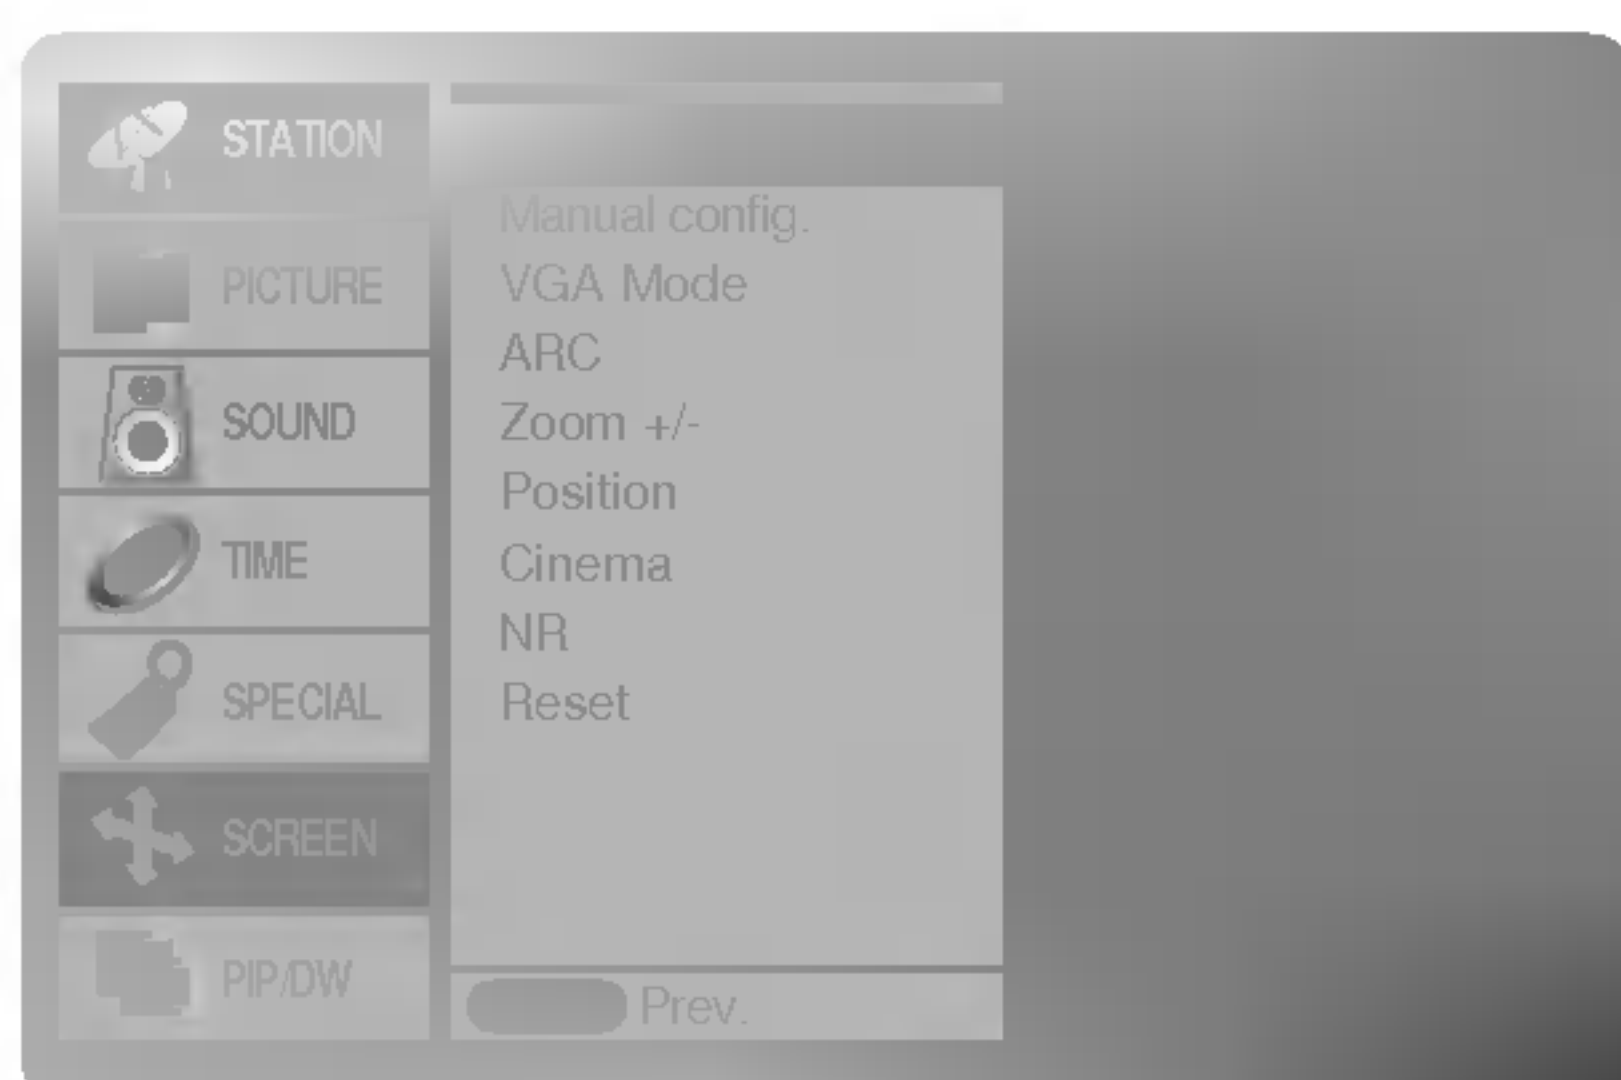 STATION
PICTURE
SOUND
TIME
SPECIAL
SCREEN
PIP/DW
Manual config.
VGA Mode
ARC
Zoom +/-
Position
Cinema
NR
Reset
Prev.